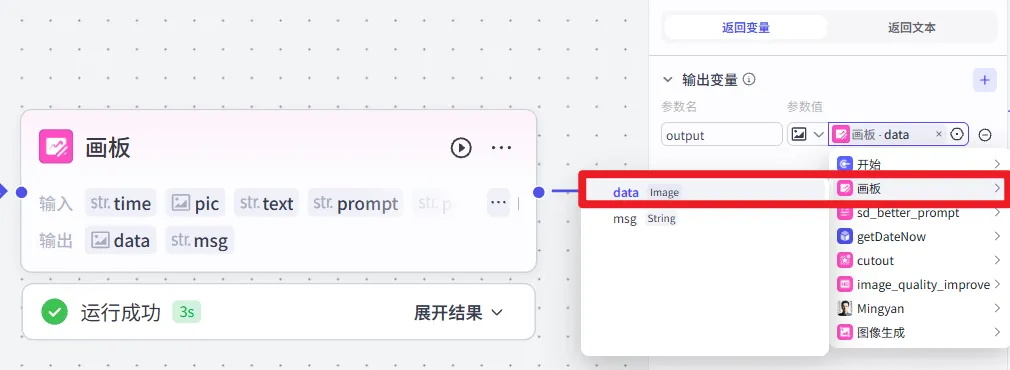 返回变量 返回文本
输出变量
参数名 参数值
output 画板 · data
画板
输入 str. time pic str. text str. prompt str.
输出 data str. msg
运行成功 3s 展开结果
data Image
msg String
开始
画板
sd_better_prompt
getDateNow
cutout
image_quality_improve
Mingyan
图像生成